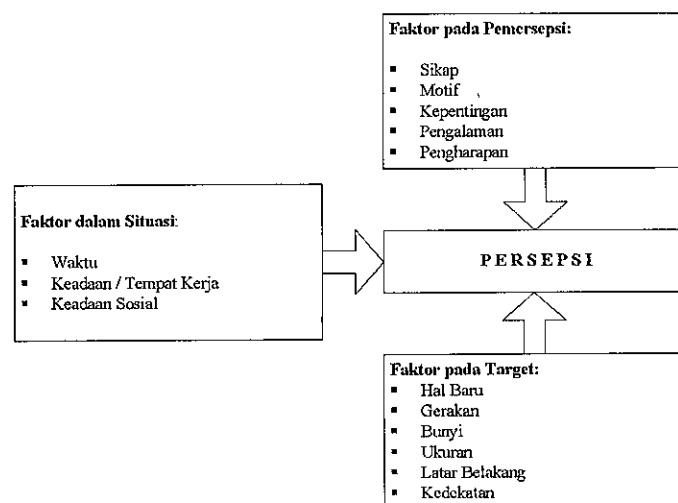 Faktor pada Pemersepsi:
▪ Sikap
▪ Motif
▪ Kepentingan
▪ Pengalaman
▪ Pengharapan
Faktor dalam Situasi:
▪ Waktu
▪ Keadaan / Tempat Kerja
▪ Keadaan Sosial
PERSEPSI
Faktor pada Target:
▪ Hal Baru
▪ Gerakan
▪ Bunyi
▪ Ukuran
▪ Latar Belakang
▪ Kedekatan